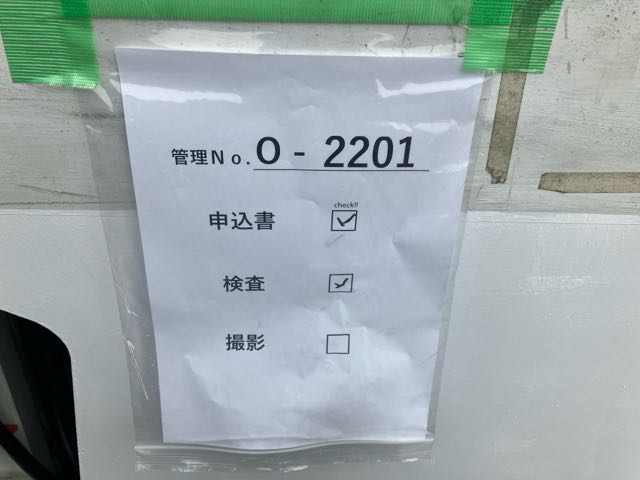 管理No. O - 2201
check!!
申込書 ☑
検査 ☑
撮影 ☐